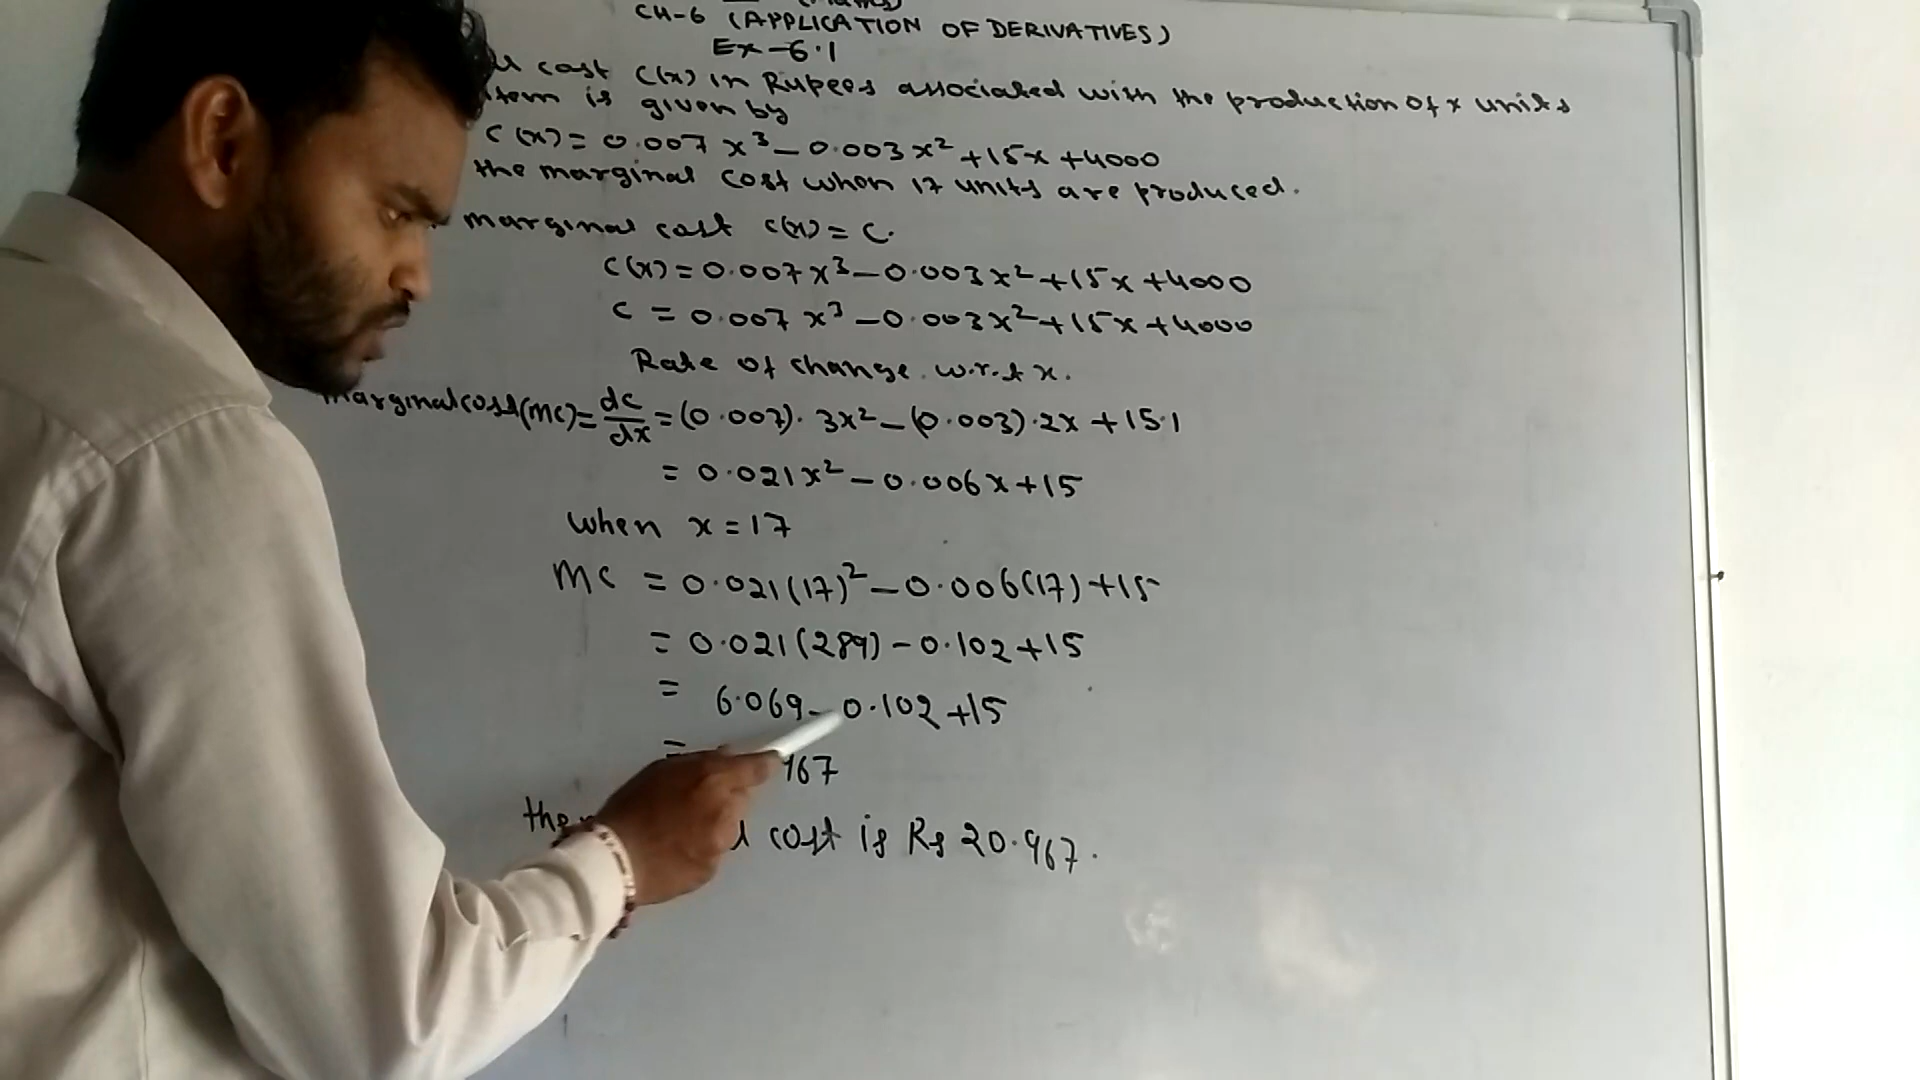 CH-6 (APPLICATION OF DERIVATIVES)
Ex-6.1
cost C(x) in Rupees associated with the production of x units
item is given by
C(x) = 0.007x³ - 0.003x² + 15x + 4000
the marginal cost when 17 units are produced.
marginal cost C(x) = C.
C(x) = 0.007x³ - 0.003x² + 15x + 4000
C = 0.007x³ - 0.003x² + 15x + 4000
Rate of change w.r.t x.
marginal cost (MC) = dc/dx = (0.007).3x² - (0.003).2x + 15.1
= 0.021x² - 0.006x + 15
when x = 17
MC = 0.021(17)² - 0.006(17) + 15
= 0.021(289) - 0.102 + 15
= 6.069 - 0.102 + 15
= 967
the cost is Rs 20.967.